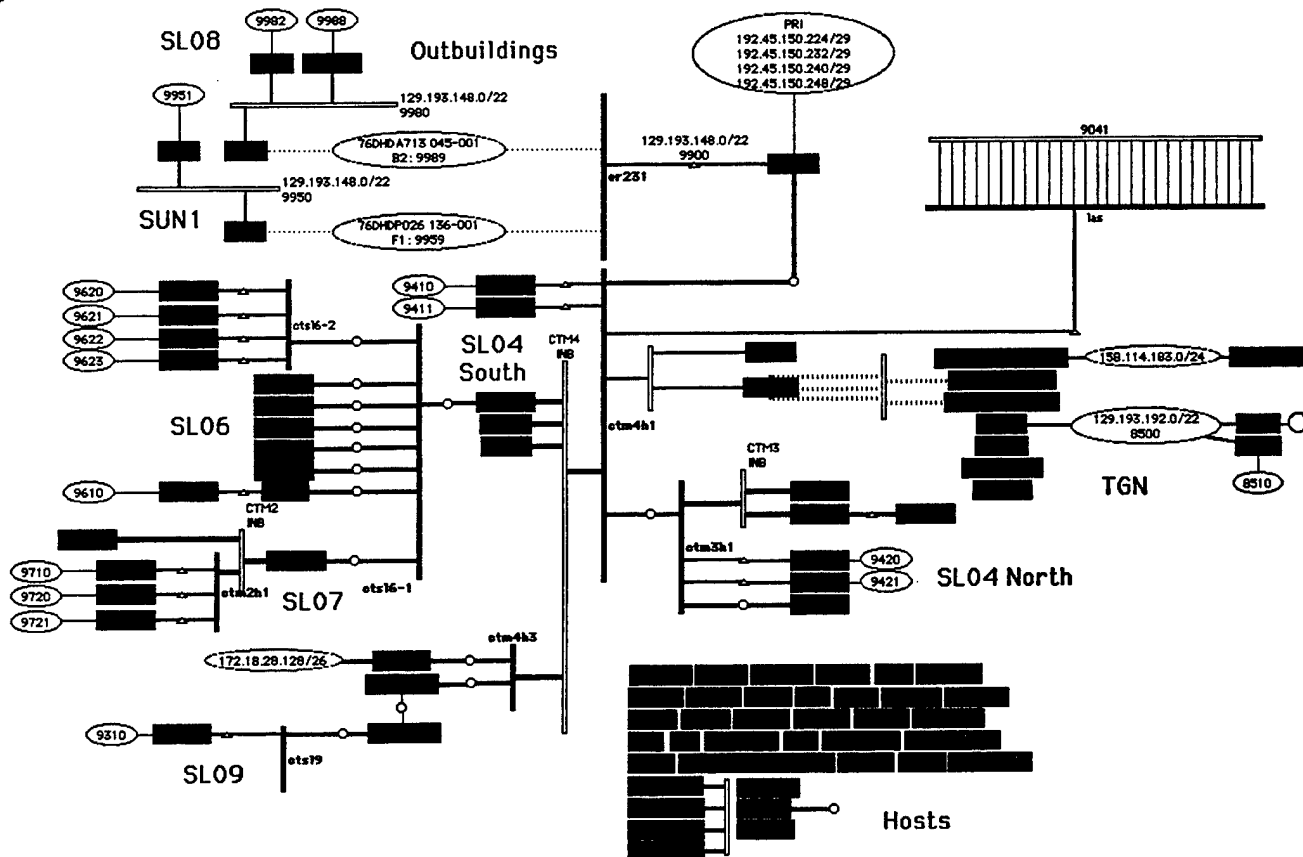 9982
9988
SL08
Outbuildings
PRI
192.45.150.224/29
192.45.150.232/29
192.45.150.240/29
192.45.150.248/29
9951
129.193.148.0/22
9980
76DHDA713 045-001
B2: 9989
129.193.148.0/22
9900
er231
9041
las
129.193.148.0/22
9950
SUN1
76DHDP026 136-001
F1: 9959
9620
9621
9622
9623
cts16-2
9410
9411
SL04
South
CTM4
INB
ctm4h1
138.114.183.0/24
129.193.192.0/22
8500
8510
TGN
SL06
9610
CTM2
INB
CTM3
INB
ctm3h1
9420
9421
SL04 North
9710
9720
9721
ctm2h1
SL07
cts16-1
172.18.28.128/26
ctm4h3
9310
SL09
cts19
Hosts